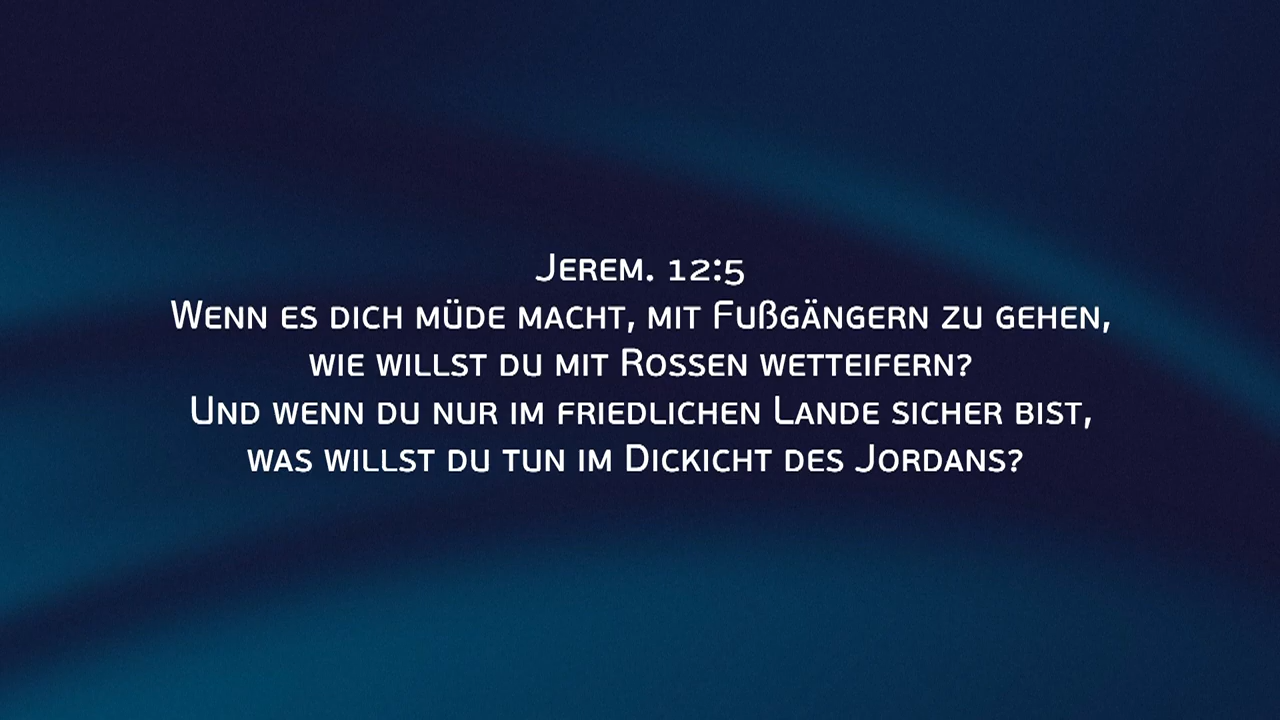 Jerem. 12:5
Wenn es dich müde macht, mit Fußgängern zu gehen,
wie willst du mit Rossen wetteifern?
Und wenn du nur im friedlichen Lande sicher bist,
was willst du tun im Dickicht des Jordans?